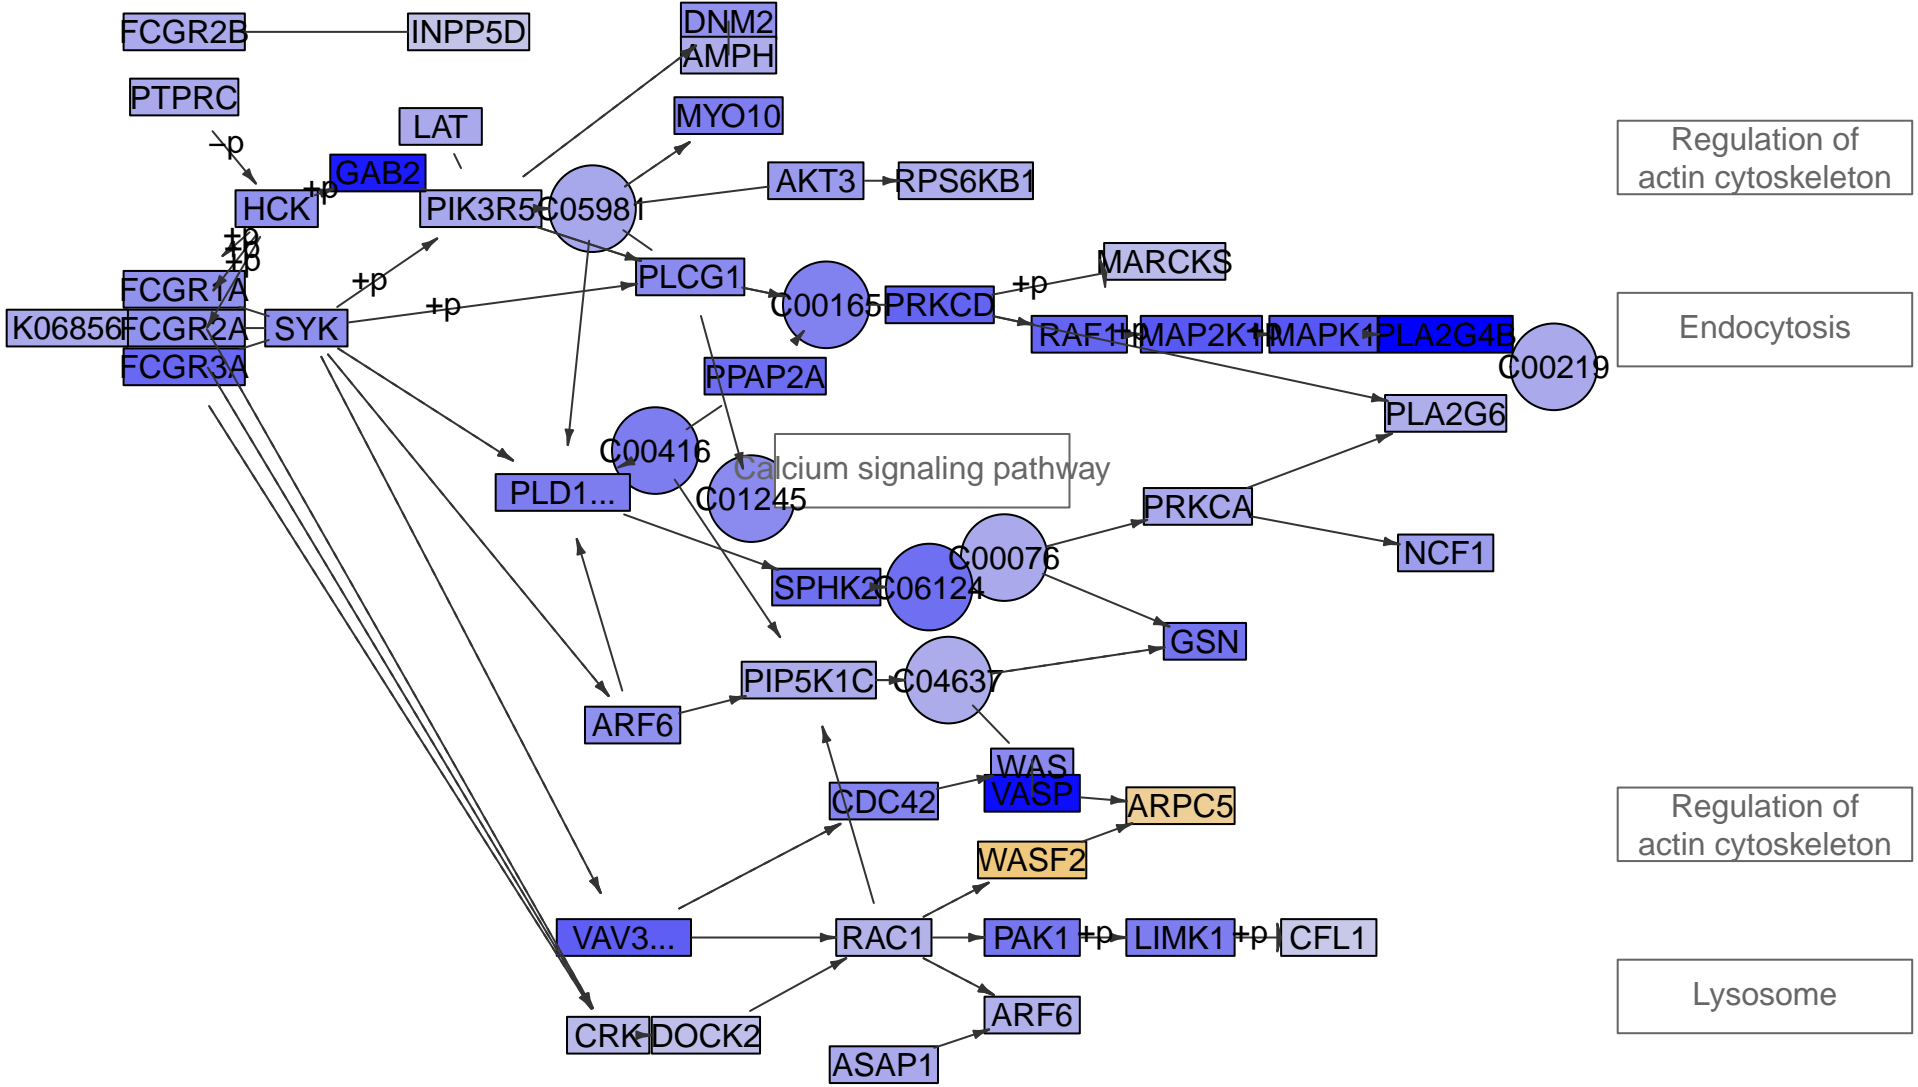 FCGR2B
INPP5D
DNM2
AMPH
PTPRC
LAT
MYO10
Regulation of
actin cytoskeleton
−p
GAB2
+p
HCK
PIK3R5
C05981
AKT3
RPS6KB1
+p
+p
+p
FCGR1A
K06856
FCGR2A
FCGR3A
SYK
+p
+p
PLCG1
C00165
PRKCD
+p
MARCKS
RAF1
+p
MAP2K1
+p
MAPK1
PLA2G4B
C00219
Endocytosis
PPAP2A
PLA2G6
C00416
C01245
Calcium signaling pathway
PLD1...
PRKCA
NCF1
C00076
SPHK2
C06124
GSN
PIP5K1C
C04637
ARF6
WAS
VASP
CDC42
ARPC5
WASF2
Regulation of
actin cytoskeleton
VAV3...
RAC1
PAK1
+p
LIMK1
+p
CFL1
CRK
DOCK2
ARF6
ASAP1
Lysosome